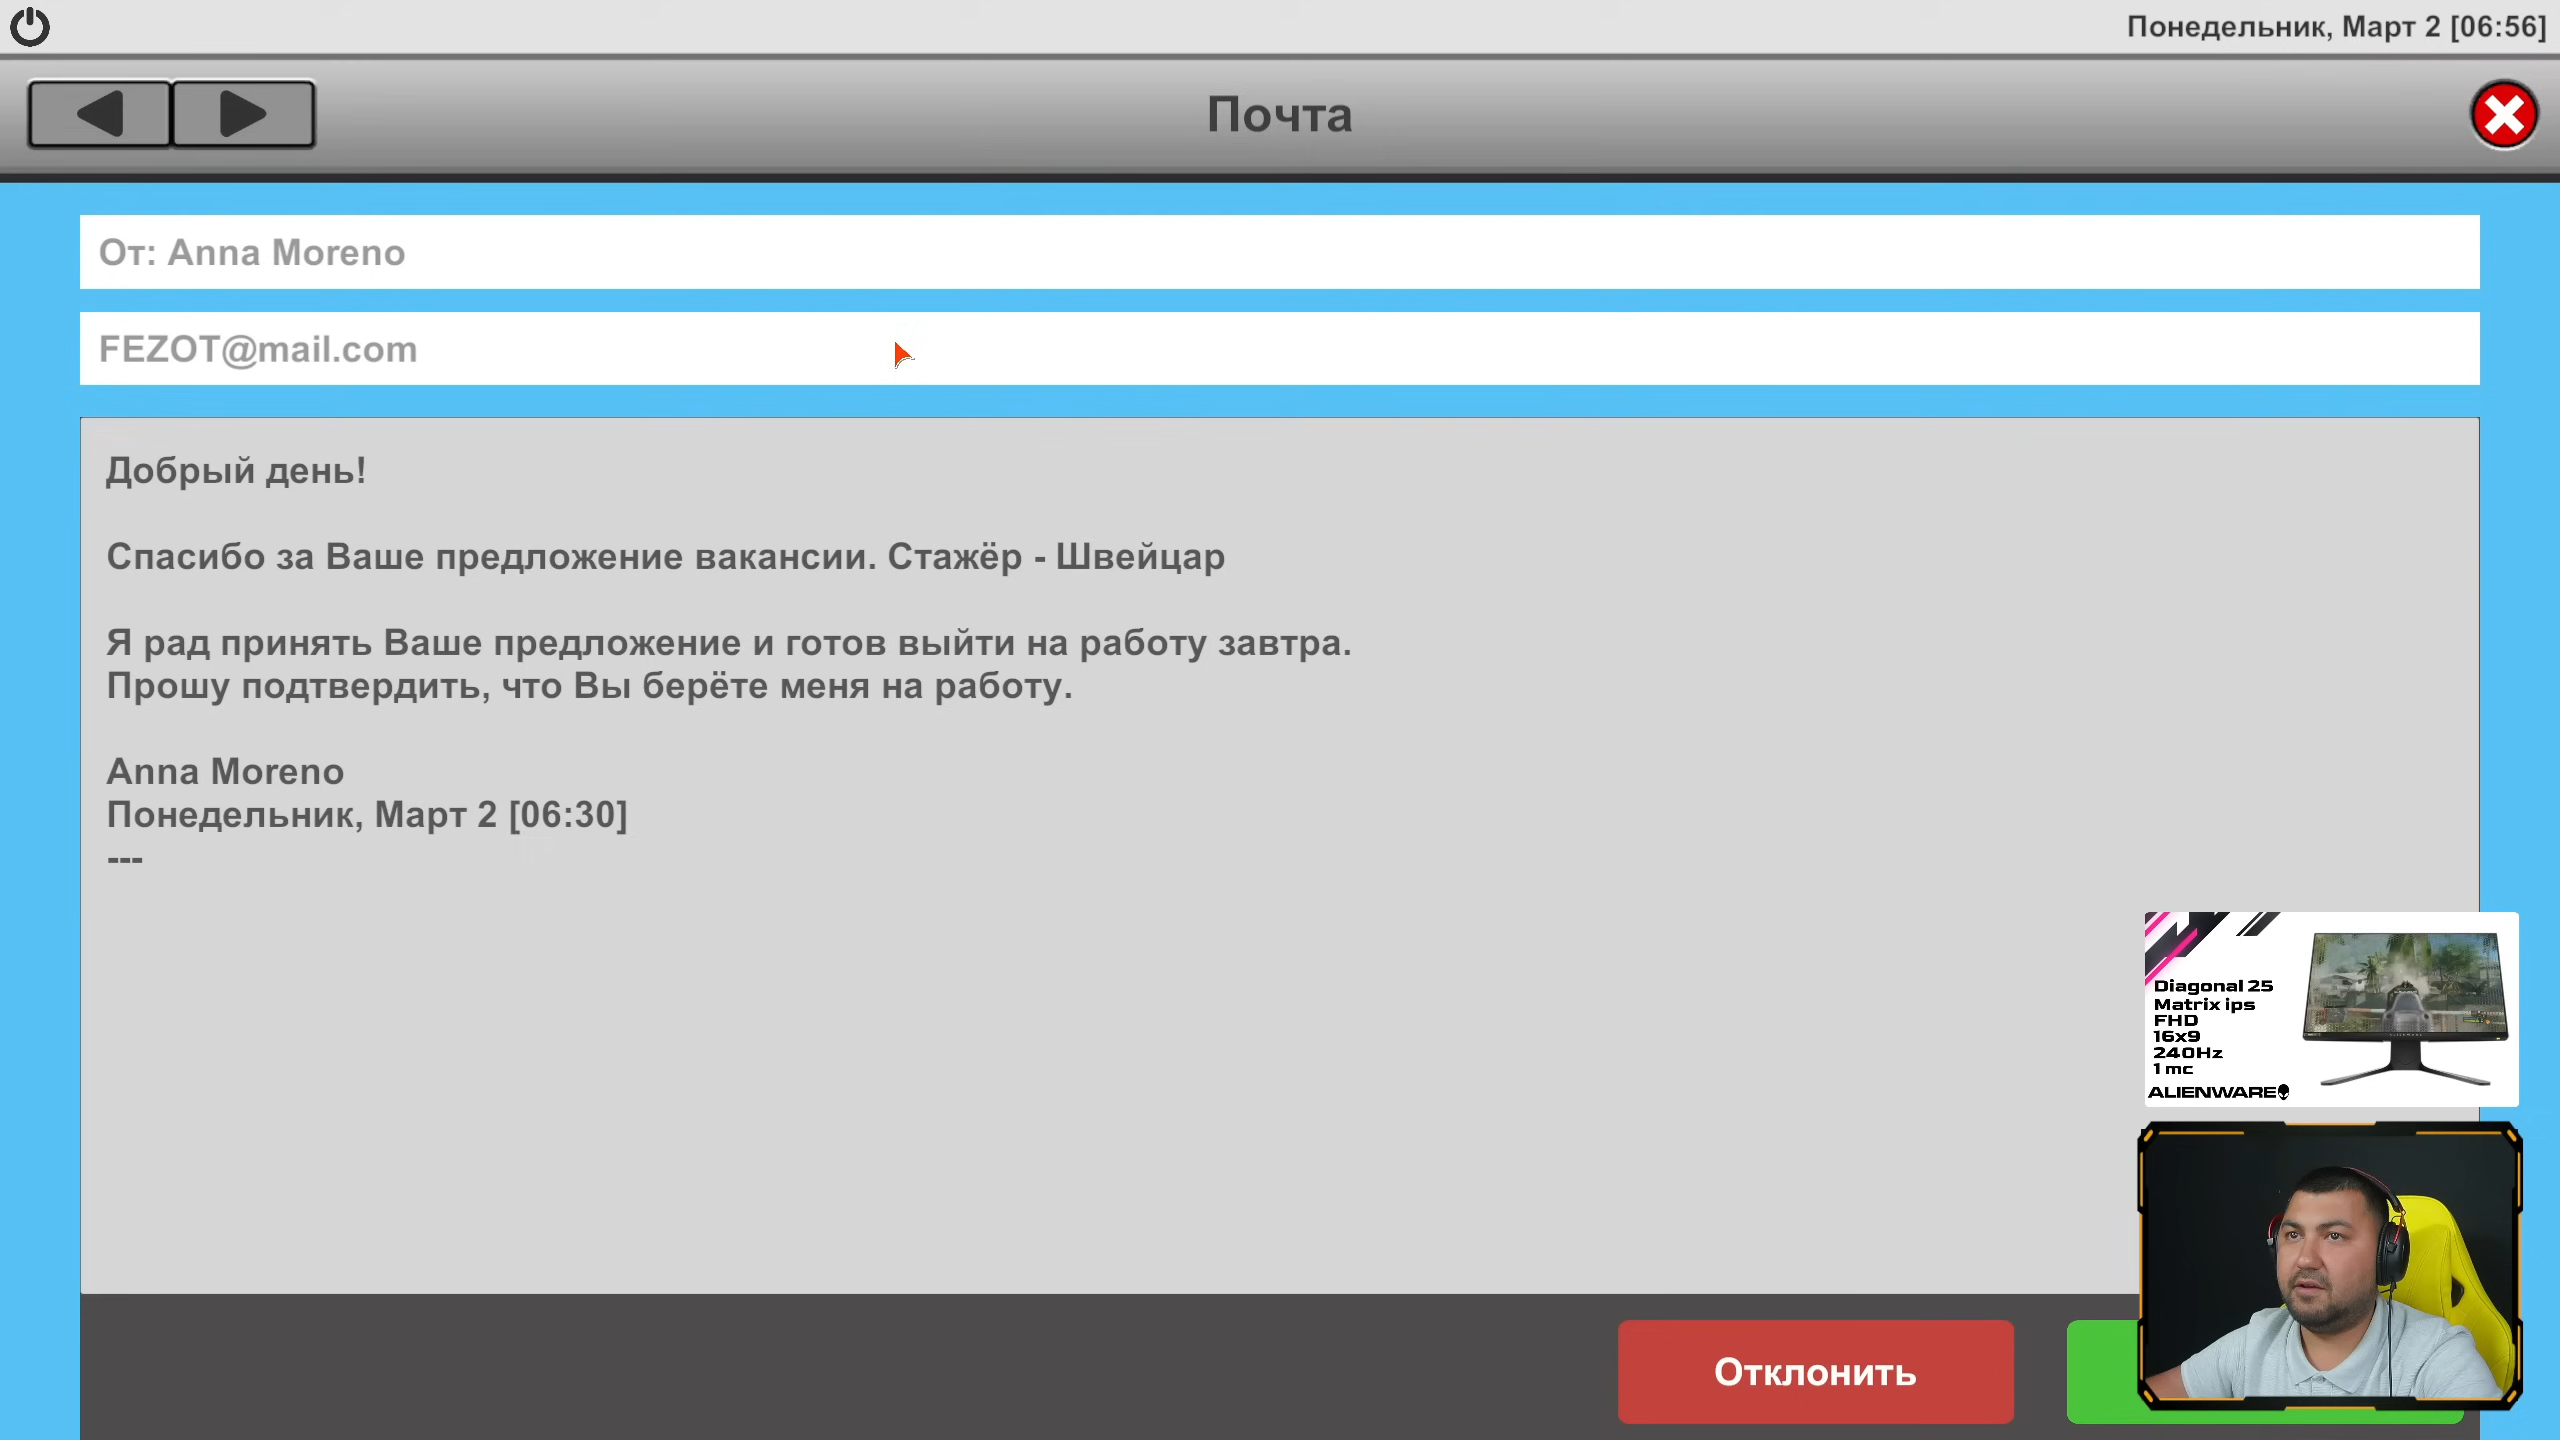 Понедельник, Март 2 [06:56]
Почта
От: Anna Moreno
FEZOT@mail.com
Добрый день!
Спасибо за Ваше предложение вакансии. Стажёр - Швейцар
Я рад принять Ваше предложение и готов выйти на работу завтра.
Прошу подтвердить, что Вы берёте меня на работу.
Anna Moreno
Понедельник, Март 2 [06:30]
---
Diagonal 25
Matrix ips
FHD
16x9
240Hz
1 mc
ALIENWARE
Отклонить